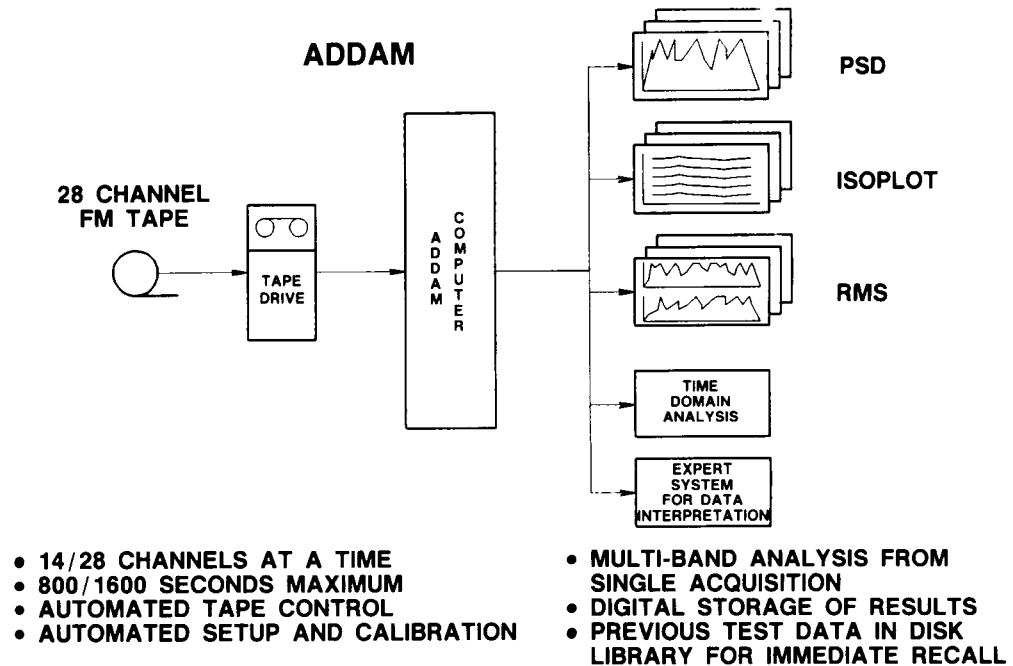 ADDAM
28 CHANNEL
FM TAPE
TAPE
DRIVE
ADDAM
COMPUTER
PSD
ISOPLOT
RMS
TIME
DOMAIN
ANALYSIS
EXPERT
SYSTEM
FOR DATA
INTERPRETATION
• 14/28 CHANNELS AT A TIME
• 800/1600 SECONDS MAXIMUM
• AUTOMATED TAPE CONTROL
• AUTOMATED SETUP AND CALIBRATION
• MULTI-BAND ANALYSIS FROM
SINGLE ACQUISITION
• DIGITAL STORAGE OF RESULTS
• PREVIOUS TEST DATA IN DISK
LIBRARY FOR IMMEDIATE RECALL